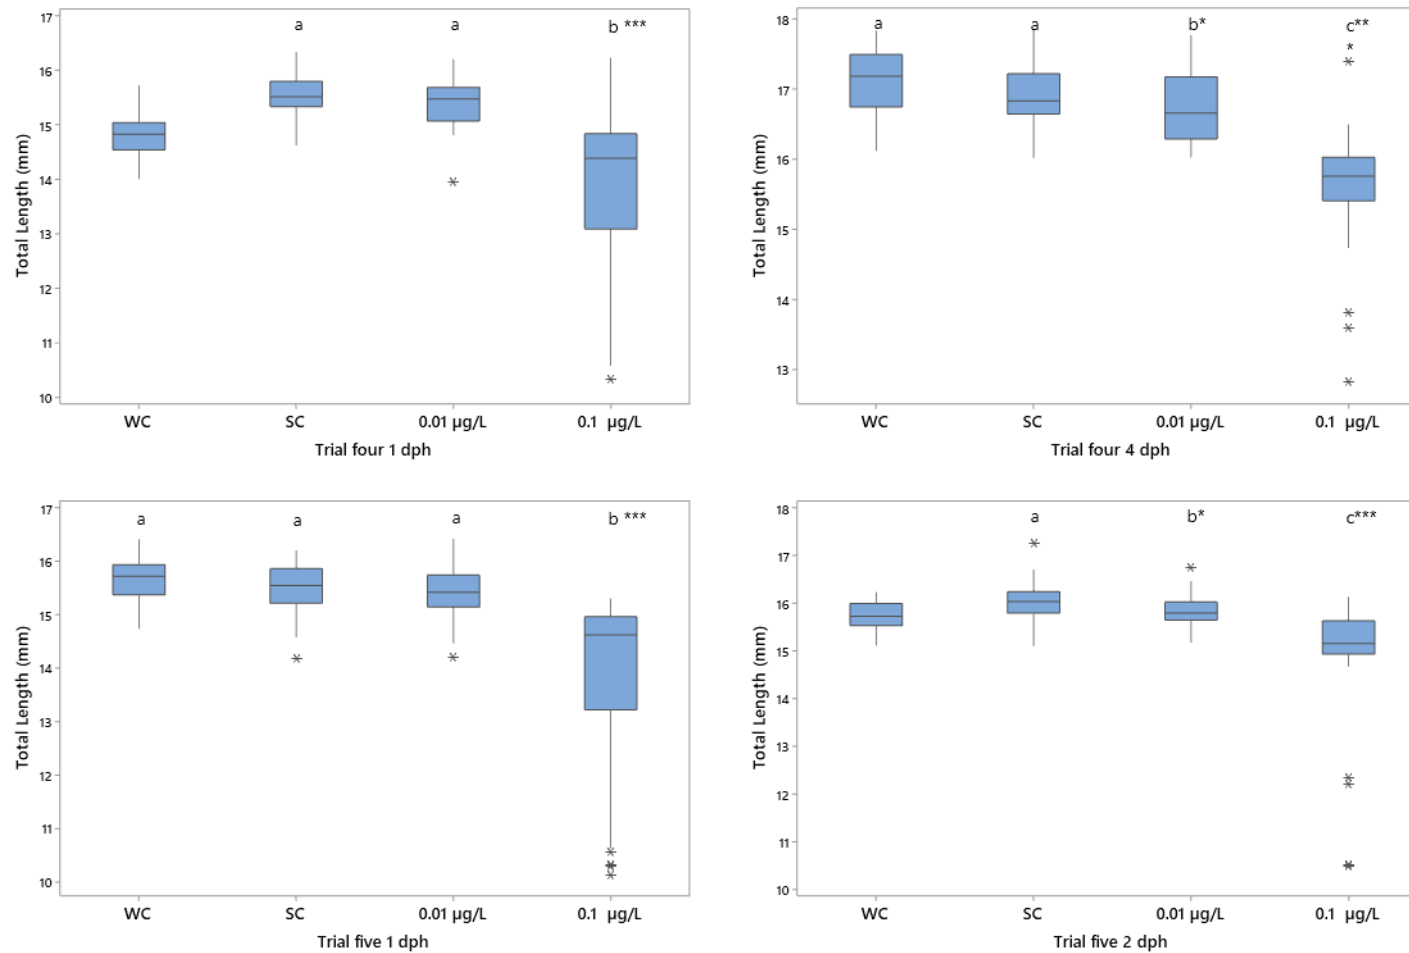 17
16
15
14
13
12
11
10
Total Length (mm)
a
a
b ***
WC
SC
0.01 µg/L
0.1 µg/L
Trial four 1 dph
18
17
16
15
14
13
Total Length (mm)
a
a
b*
c**
*
WC
SC
0.01 µg/L
0.1 µg/L
Trial four 4 dph
17
16
15
14
13
12
11
10
Total Length (mm)
a
a
a
b ***
WC
SC
0.01 µg/L
0.1 µg/L
Trial five 1 dph
18
17
16
15
14
13
12
11
10
Total Length (mm)
a
b*
c***
WC
SC
0.01 µg/L
0.1 µg/L
Trial five 2 dph